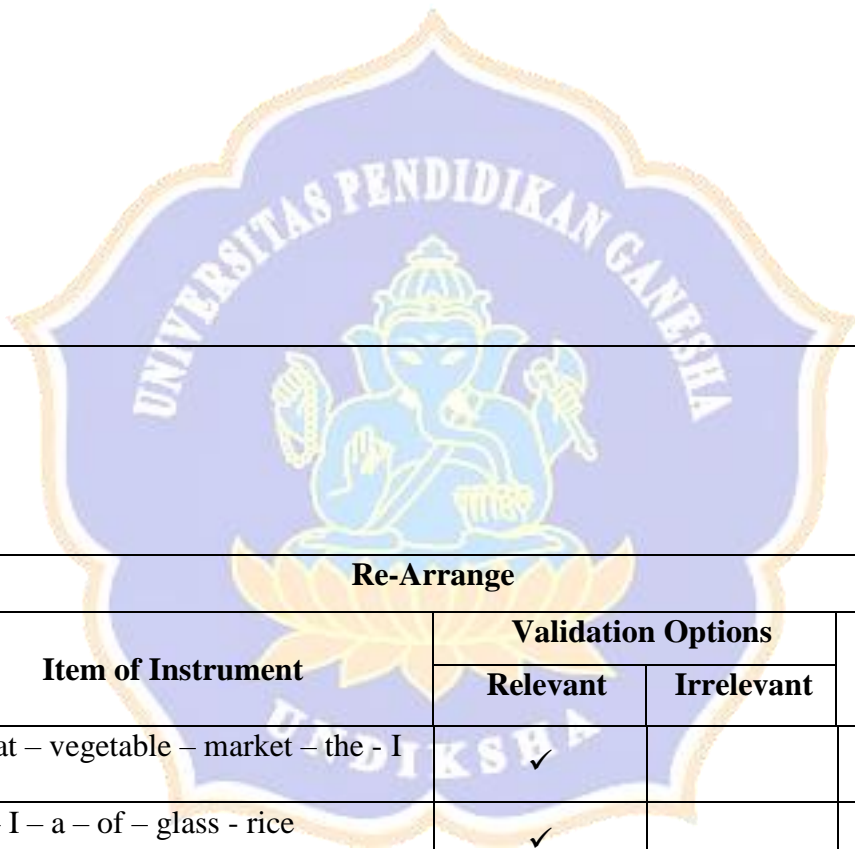 UNIVERSITAS PENDIDIKAN GANESHA
Re-Arrange
Item of Instrument
Validation Options
Relevant
Irrelevant
at – vegetable – market – the - I
✓
I – a – of – glass - rice
✓
UNDIKSHA